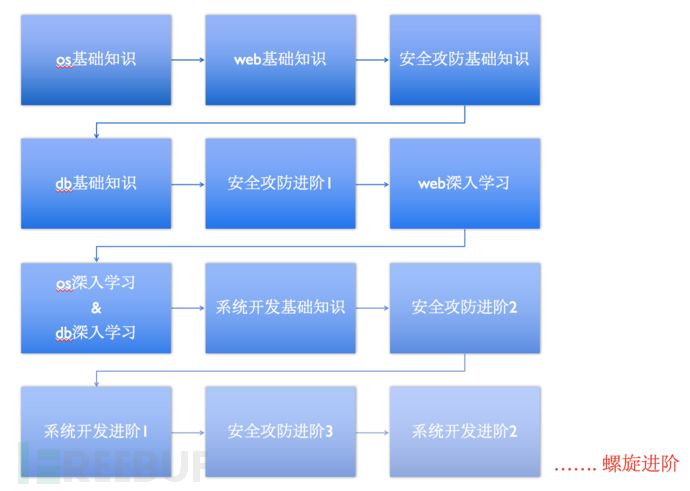 os基础知识
web基础知识
安全攻防基础知识
db基础知识
安全攻防进阶1
web深入学习
os深入学习
&
db深入学习
系统开发基础知识
安全攻防进阶2
系统开发进阶1
安全攻防进阶3
系统开发进阶2
....... 螺旋进阶
FREEBUF